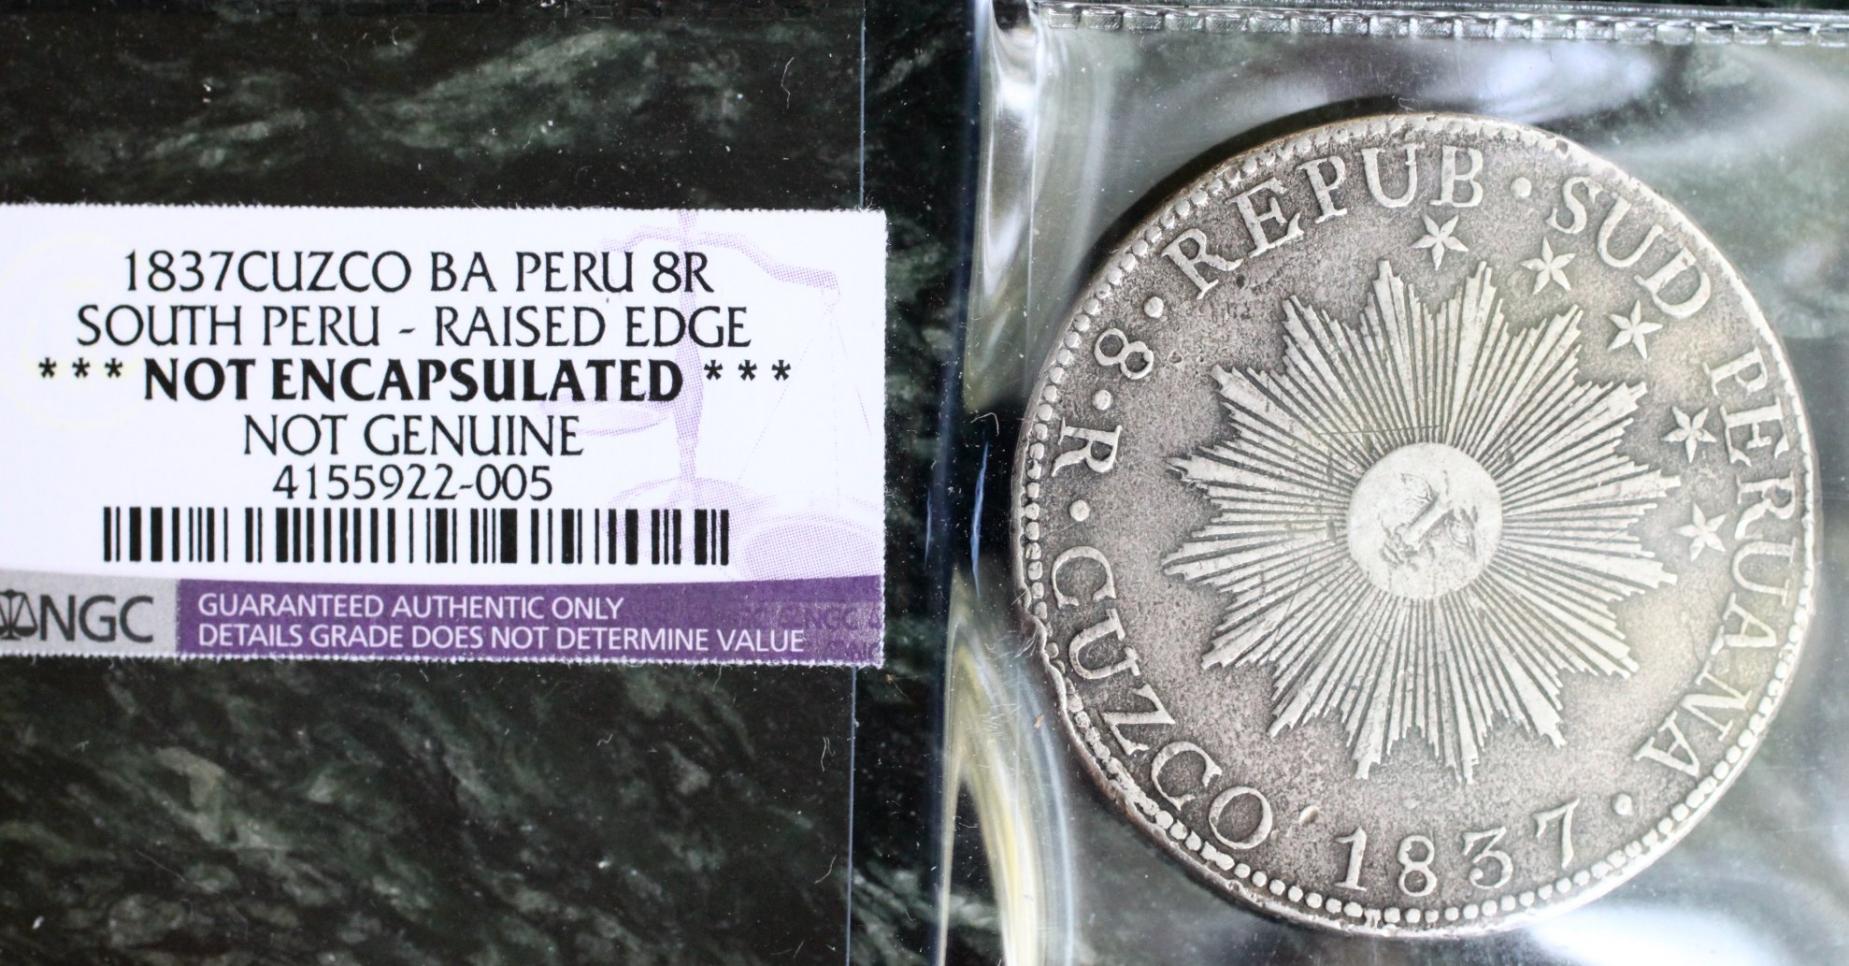 1837CUZCO BA PERU 8R
SOUTH PERU - RAISED EDGE
*** NOT ENCAPSULATED ***
NOT GENUINE
4155922-005
NGC
GUARANTEED AUTHENTIC ONLY
DETAILS GRADE DOES NOT DETERMINE VALUE
REPUB · SUD PERUANA ·
8 · R · CUZCO · 1837 ·